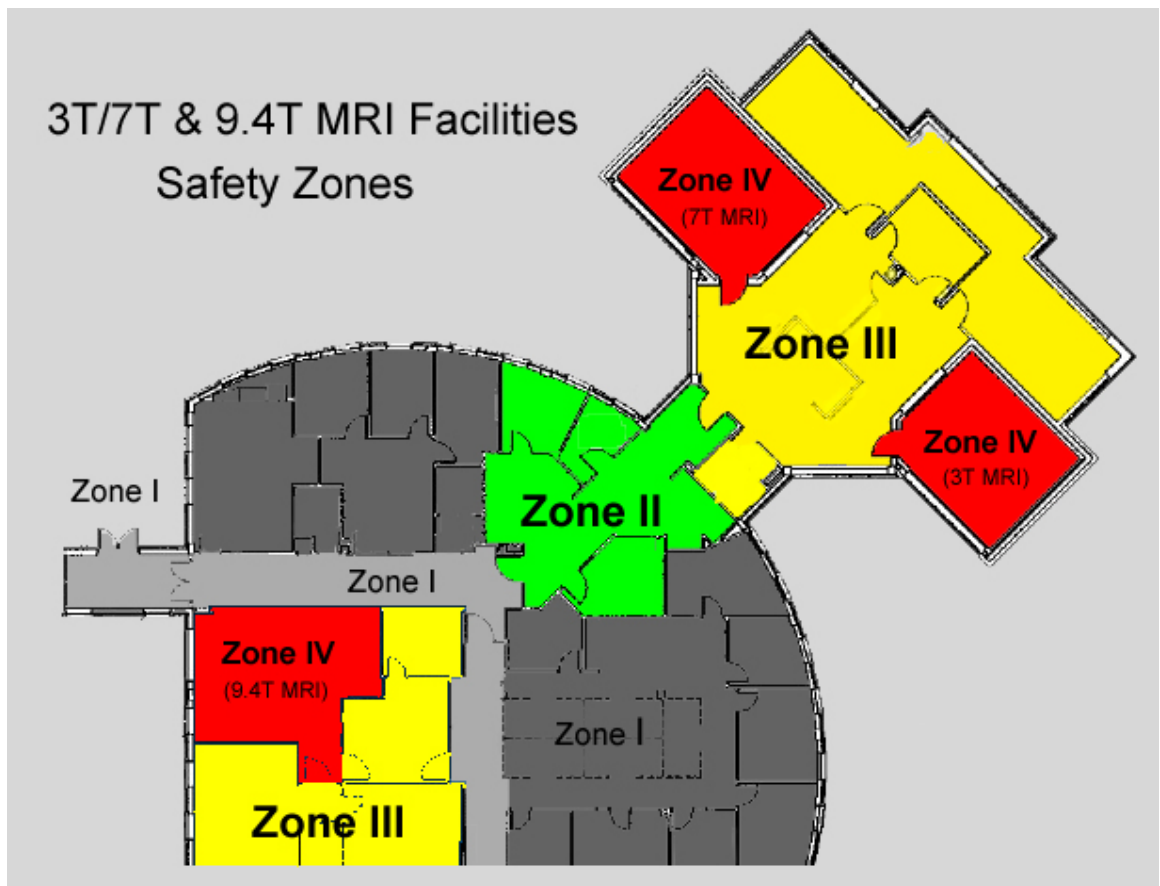 3T/7T & 9.4T MRI Facilities
Safety Zones
Zone IV
(7T MRI)
Zone III
Zone IV
(3T MRI)
Zone I
Zone II
Zone I
Zone IV
(9.4T MRI)
Zone I
Zone III